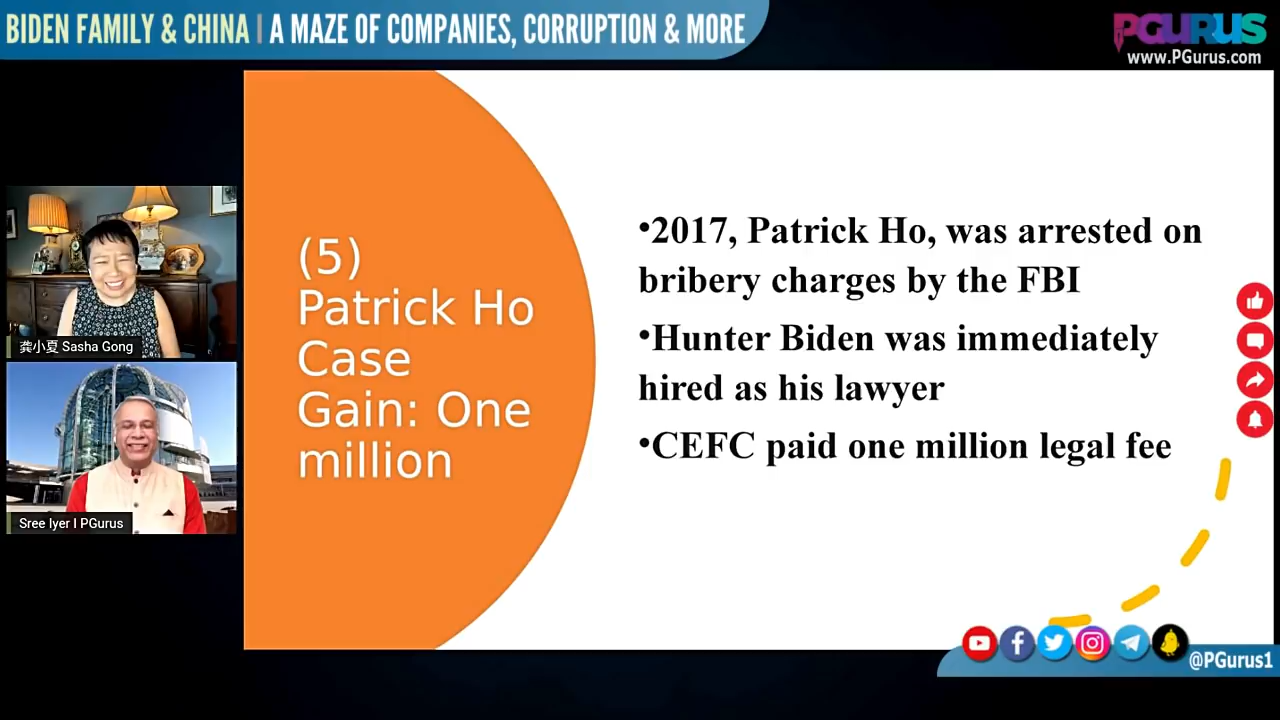 BIDEN FAMILY & CHINA | A MAZE OF COMPANIES, CORRUPTION & MORE
PGURUS
www.PGurus.com
(5)
Patrick Ho
Case
Gain: One
million
•2017, Patrick Ho, was arrested on
bribery charges by the FBI
•Hunter Biden was immediately
hired as his lawyer
•CEFC paid one million legal fee
龚小夏 Sasha Gong
Sree Iyer I PGurus
@PGurus1